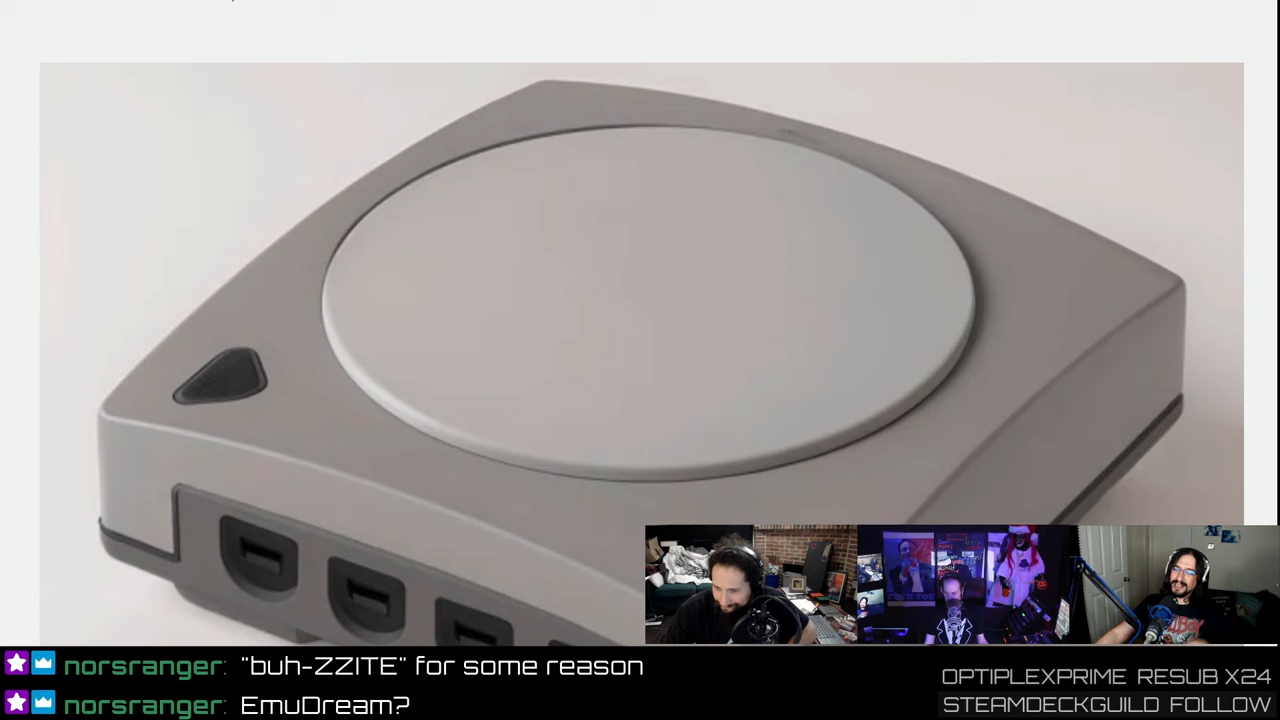 norsranger: "buh-ZZITE" for some reason
norsranger: EmuDream?
OPTIPLEXPRIME RESUB X24
STEAMDECKGUILD FOLLOW